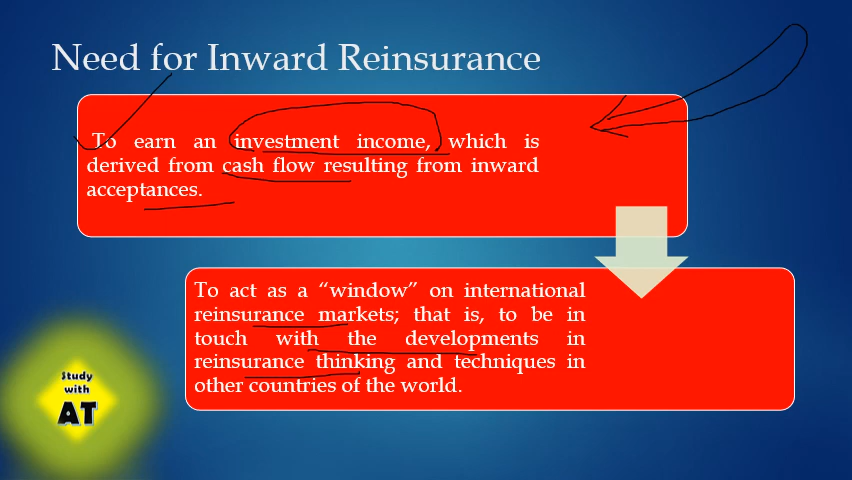 Need for Inward Reinsurance
To earn an investment income, which is
derived from cash flow resulting from inward
acceptances.
To act as a “window” on international
reinsurance markets; that is, to be in
touch with the developments in
reinsurance thinking and techniques in
other countries of the world.
Study
with
AT